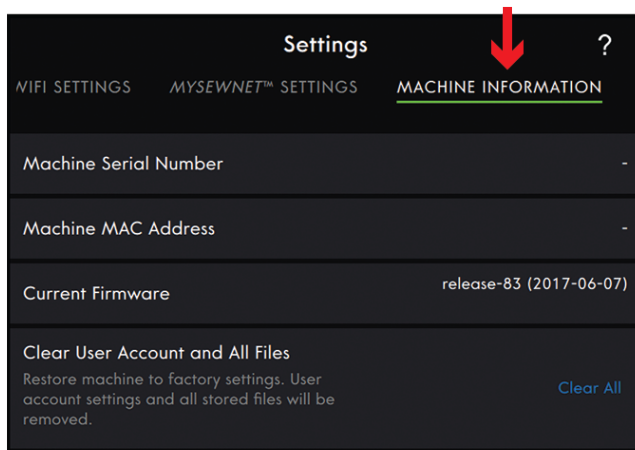 Settings
?
WIFI SETTINGS MYSEWNET™ SETTINGS MACHINE INFORMATION
Machine Serial Number -
Machine MAC Address -
Current Firmware release-83 (2017-06-07)
Clear User Account and All Files
Restore machine to factory settings. User
account settings and all stored files will be
removed.
Clear All